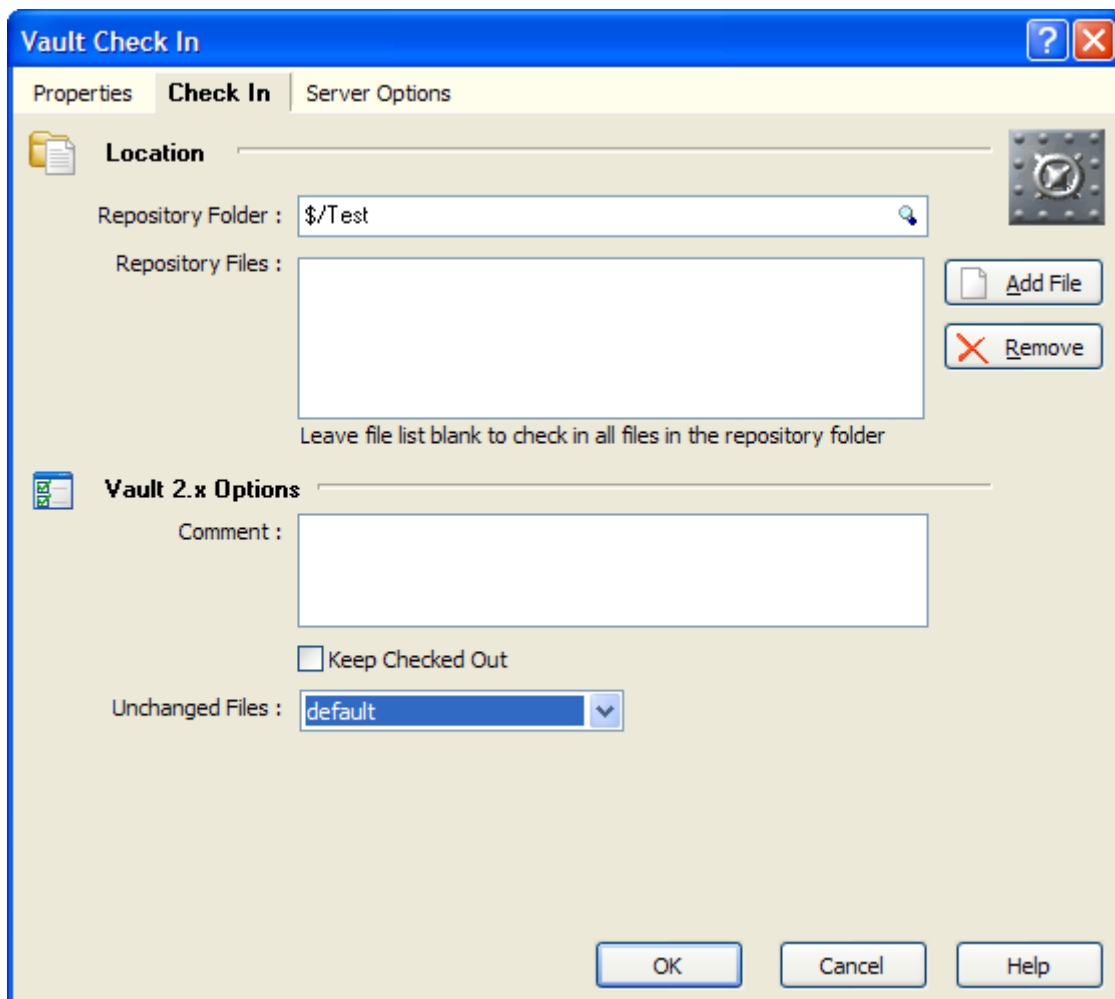 Vault Check In
Properties Check In Server Options
Location
Repository Folder : $/Test
Repository Files :
Add File
Remove
Leave file list blank to check in all files in the repository folder
Vault 2.x Options
Comment :
Keep Checked Out
Unchanged Files : default
OK Cancel Help